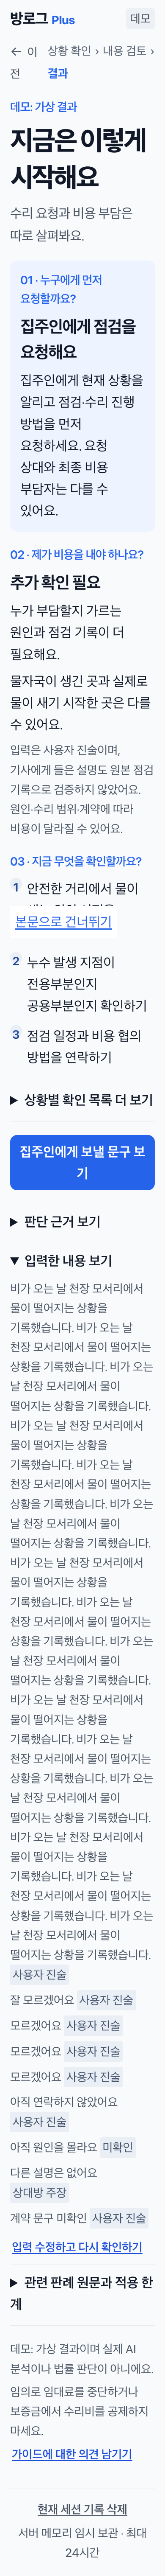 방로그 Plus 데모
← 이전 상황 확인 › 내용 검토 › 결과
데모: 가상 결과
지금은 이렇게
시작해요
수리 요청과 비용 부담은
따로 살펴봐요.
01 · 누구에게 먼저
요청할까요?
집주인에게 점검을
요청해요
집주인에게 현재 상황을
알리고 점검·수리 진행
방법을 먼저
요청하세요. 요청
상대와 최종 비용
부담자는 다를 수
있어요.
02 · 제가 비용을 내야 하나요?
추가 확인 필요
누가 부담할지 가르는
원인과 점검 기록이 더
필요해요.
물자국이 생긴 곳과 실제로
물이 새기 시작한 곳은 다를
수 있어요.
입력은 사용자 진술이며,
기사에게 들은 설명도 원본 점검
기록으로 검증하지 않았어요.
원인·수리 범위·계약에 따라
비용이 달라질 수 있어요.
03 · 지금 무엇을 확인할까요?
1 안전한 거리에서 물이
본문으로 건너뛰기
2 누수 발생 지점이
전용부분인지
공용부분인지 확인하기
3 점검 일정과 비용 협의
방법을 연락하기
▶ 상황별 확인 목록 더 보기
집주인에게 보낼 문구 보
기
▶ 판단 근거 보기
▼ 입력한 내용 보기
비가 오는 날 천장 모서리에서
물이 떨어지는 상황을
기록했습니다. 비가 오는 날
천장 모서리에서 물이 떨어지는
상황을 기록했습니다. 비가 오는
날 천장 모서리에서 물이
떨어지는 상황을 기록했습니다.
비가 오는 날 천장 모서리에서
물이 떨어지는 상황을
기록했습니다. 비가 오는 날
천장 모서리에서 물이 떨어지는
상황을 기록했습니다. 비가 오는
날 천장 모서리에서 물이
떨어지는 상황을 기록했습니다.
비가 오는 날 천장 모서리에서
물이 떨어지는 상황을
기록했습니다. 비가 오는 날
천장 모서리에서 물이 떨어지는
상황을 기록했습니다. 비가 오는
날 천장 모서리에서 물이
떨어지는 상황을 기록했습니다.
비가 오는 날 천장 모서리에서
물이 떨어지는 상황을
기록했습니다. 비가 오는 날
천장 모서리에서 물이 떨어지는
상황을 기록했습니다. 비가 오는
날 천장 모서리에서 물이
떨어지는 상황을 기록했습니다.
비가 오는 날 천장 모서리에서
물이 떨어지는 상황을
기록했습니다. 비가 오는 날
천장 모서리에서 물이 떨어지는
상황을 기록했습니다. 비가 오는
날 천장 모서리에서 물이
떨어지는 상황을 기록했습니다.
사용자 진술
잘 모르겠어요 사용자 진술
모르겠어요 사용자 진술
모르겠어요 사용자 진술
모르겠어요 사용자 진술
아직 연락하지 않았어요
사용자 진술
아직 원인을 몰라요 미확인
다른 설명은 없어요
상대방 주장
계약 문구 미확인 사용자 진술
입력 수정하고 다시 확인하기
▶ 관련 판례 원문과 적용 한
계
데모: 가상 결과이며 실제 AI
분석이나 법률 판단이 아니에요.
임의로 임대료를 중단하거나
보증금에서 수리비를 공제하지
마세요.
가이드에 대한 의견 남기기
현재 세션 기록 삭제
서버 메모리 임시 보관 · 최대
24시간